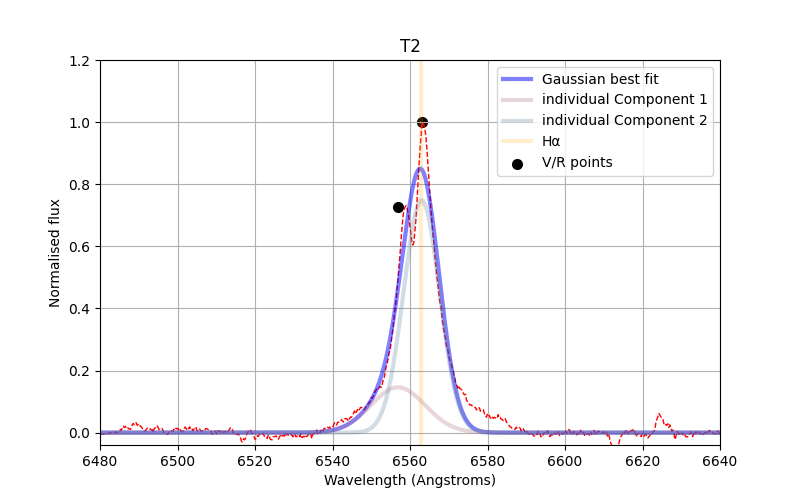 T2
1.2
1.0
0.8
0.6
0.4
0.2
0.0
Normalised flux
Gaussian best fit
individual Component 1
individual Component 2
Hα
V/R points
6480 6500 6520 6540 6560 6580 6600 6620 6640
Wavelength (Angstroms)